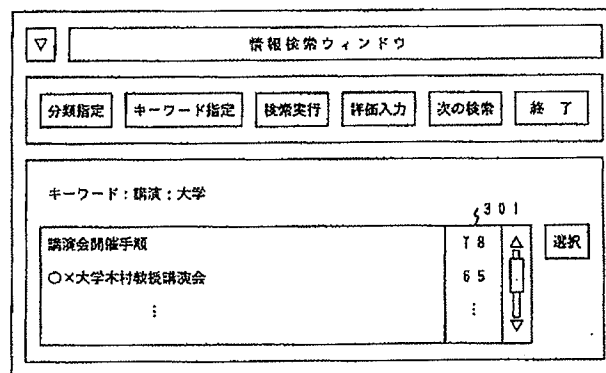 ▽ 情報検索ウィンドウ
分類指定 キーワード指定 検索実行 評価入力 次の検索 終 了
キーワード：講演：大学
301
講演会開催手順 78 △ 選択
○×大学木村教授講演会 65
⋮ ⋮ ▽